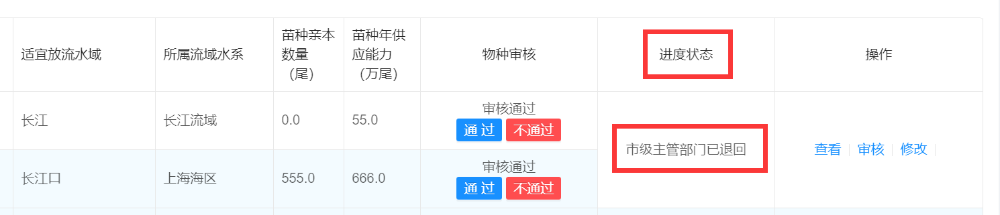 适宜放流水域
所属流域水系
苗种亲本
数量
（尾）
苗种年供
应能力
（万尾）
物种审核
进度状态
操作
长江
长江流域
0.0
55.0
审核通过
通 过 不通过
市级主管部门已退回
查看 审核 修改
长江口
上海海区
555.0
666.0
审核通过
通 过 不通过